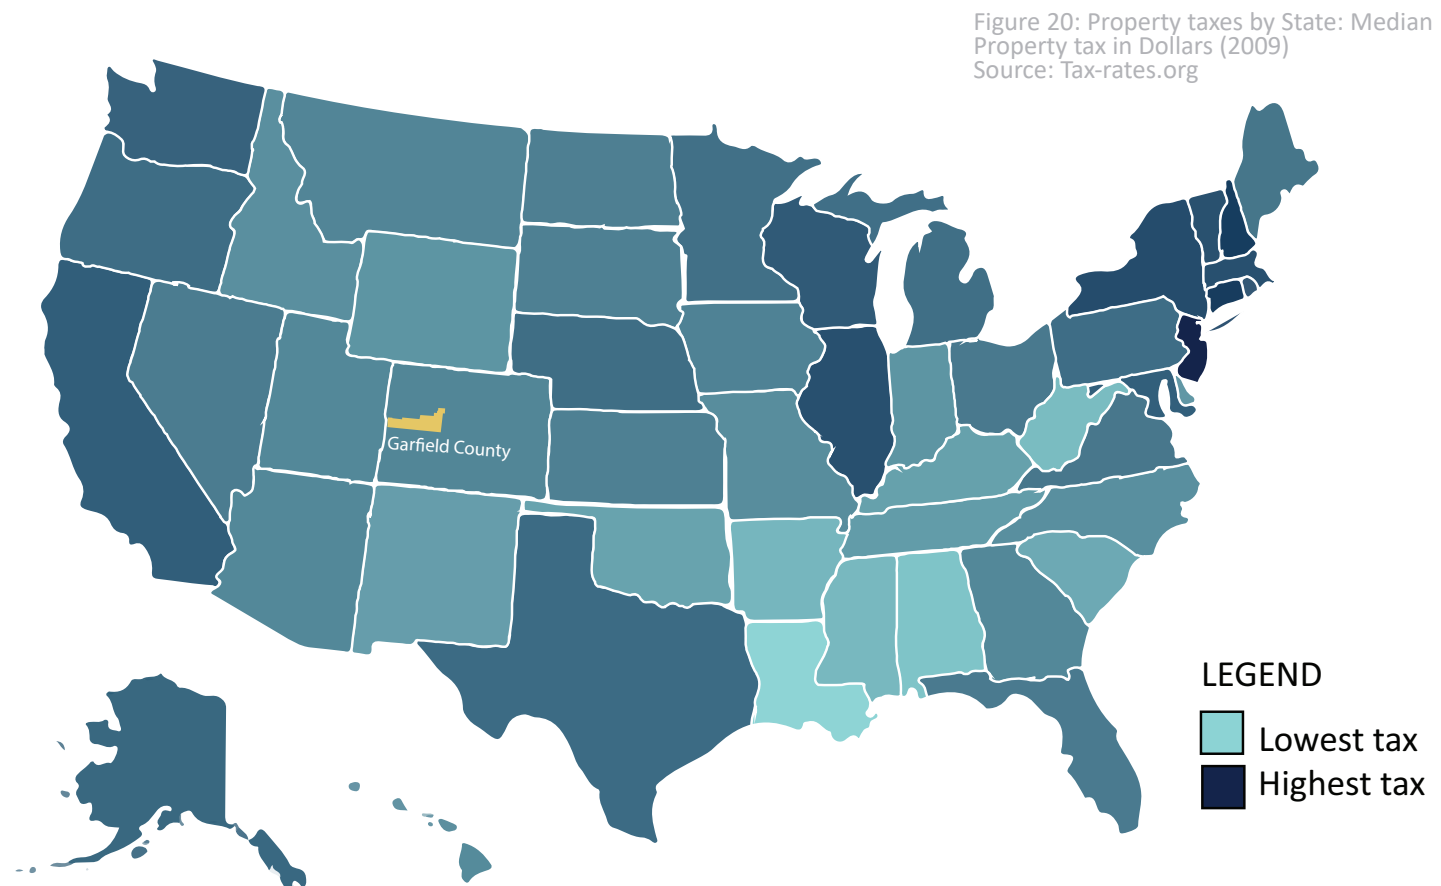 Figure 20: Property taxes by State: Median
Property tax in Dollars (2009)
Source: Tax-rates.org
Garfield County
LEGEND
Lowest tax
Highest tax